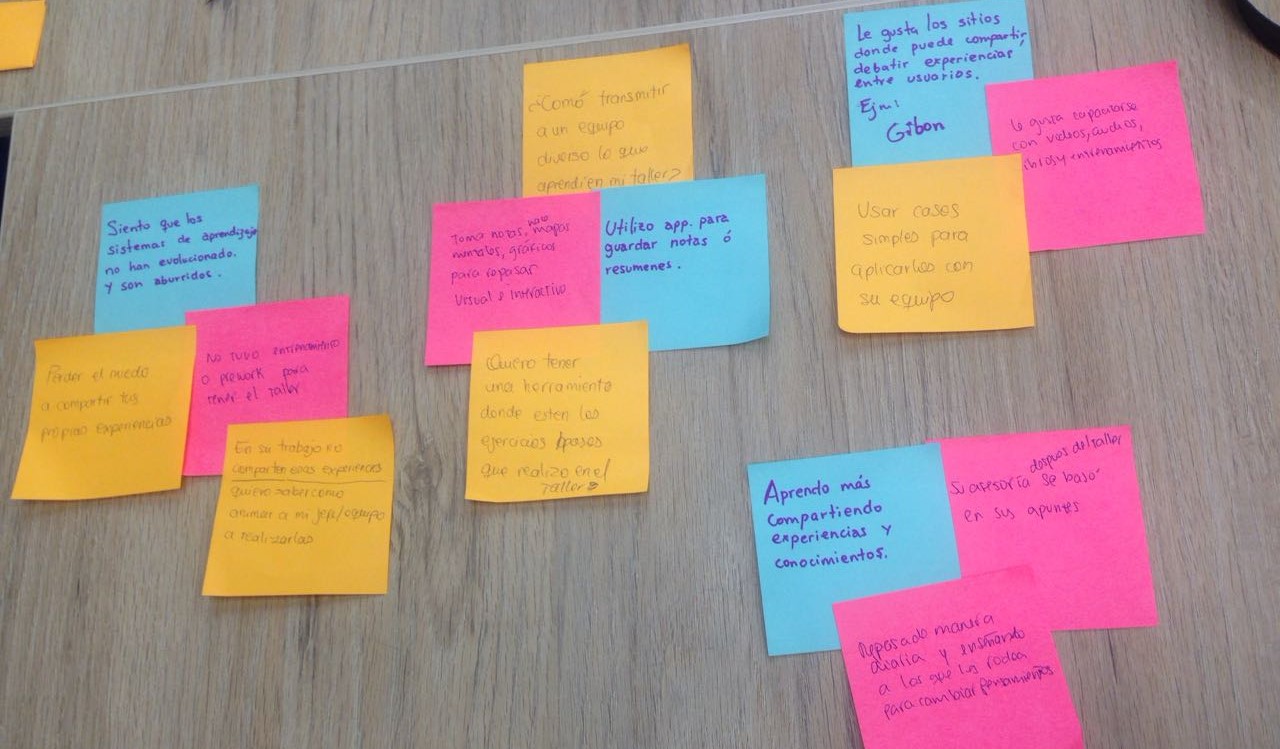 Siento que los
sistemas de aprendizaje
no han evolucionado.
y son aburridos.
Perder el miedo
a compartir tus
propias experiencias
No tuvo entrenamiento
o prework para
tener el taller
En su trabajo no
comparten esas experiencias
quiero saber como
animar a mi jefe/equipo
a realizarlas
¿Comó transmitir
a un equipo
diverso lo que
aprendí en mi taller?
Toma notas, hace mapas
mentales, gráficos
para repasar
Visual e interactivo
Utilizo app. para
guardar notas ó
resumenes.
Quiero tener
una herramienta
donde esten los
ejercicios pasos
que realizo en el
Taller
Le gusta los sitios
donde puede compartir,
debatir experiencias
entre usuarios.
Ejm:
Gibon
le gusta capacitarse
con videos, audios,
libros y entrenamientos
Usar casos
simples para
aplicarlos con
su equipo
Aprendo más
compartiendo
experiencias y
conocimientos.
después del taller
Su asesoría se basó
en sus apuntes
manera
diaria y enseñando
a los que los rodea
para cambiar pensamientos